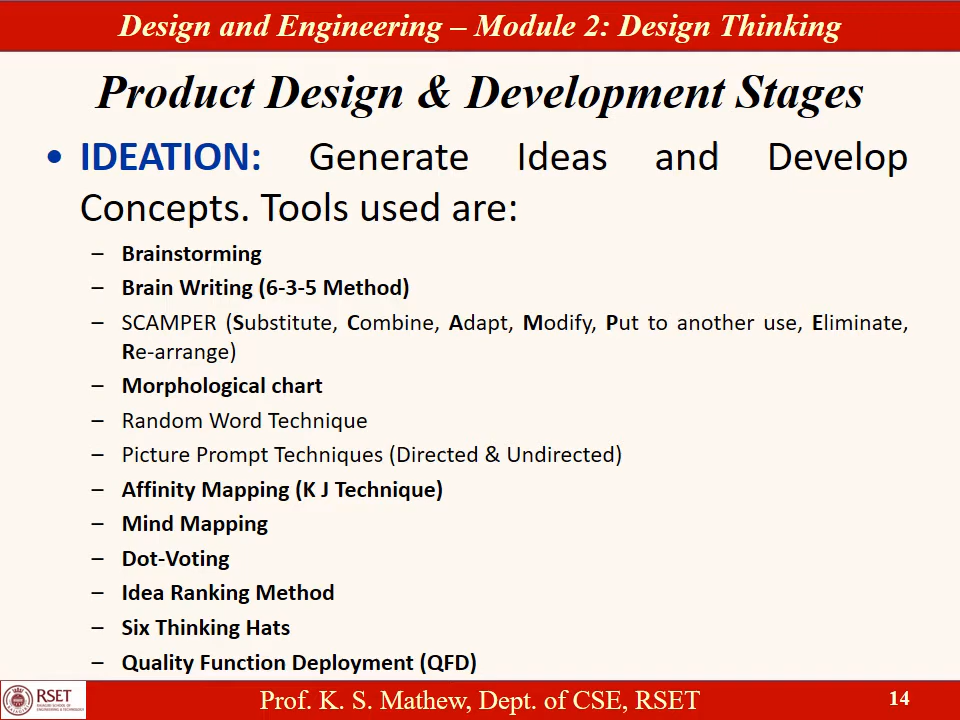 Design and Engineering – Module 2: Design Thinking
Product Design & Development Stages
• IDEATION: Generate Ideas and Develop
Concepts. Tools used are:
– Brainstorming
– Brain Writing (6-3-5 Method)
– SCAMPER (Substitute, Combine, Adapt, Modify, Put to another use, Eliminate,
Re-arrange)
– Morphological chart
– Random Word Technique
– Picture Prompt Techniques (Directed & Undirected)
– Affinity Mapping (K J Technique)
– Mind Mapping
– Dot-Voting
– Idea Ranking Method
– Six Thinking Hats
– Quality Function Deployment (QFD)
RSET
Prof. K. S. Mathew, Dept. of CSE, RSET
14